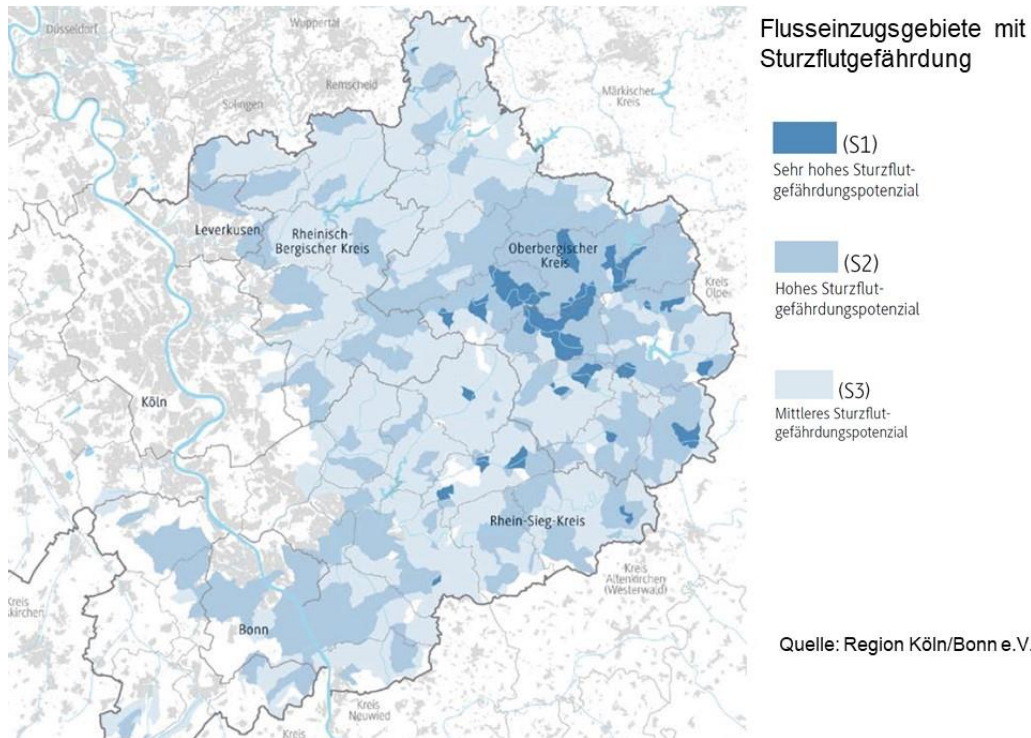 Flusseinzugsgebiete mit
Sturzflutgefährdung
(S1)
Sehr hohes Sturzflut-
gefährdungspotenzial
(S2)
Hohes Sturzflut-
gefährdungspotenzial
(S3)
Mittleres Sturzflut-
gefährdungspotenzial
Quelle: Region Köln/Bonn e.V.
Düsseldorf
Wuppertal
Remscheid
Solingen
Märkischer
Kreis
Leverkusen
Rheinisch-
Bergischer Kreis
Oberbergischer
Kreis
Kreis
Olpe
Köln
Rhein-Sieg-Kreis
Kreis
Altenkirchen
(Westerwald)
Kreis
Bonn
Kreis
Neuwied
Kreis